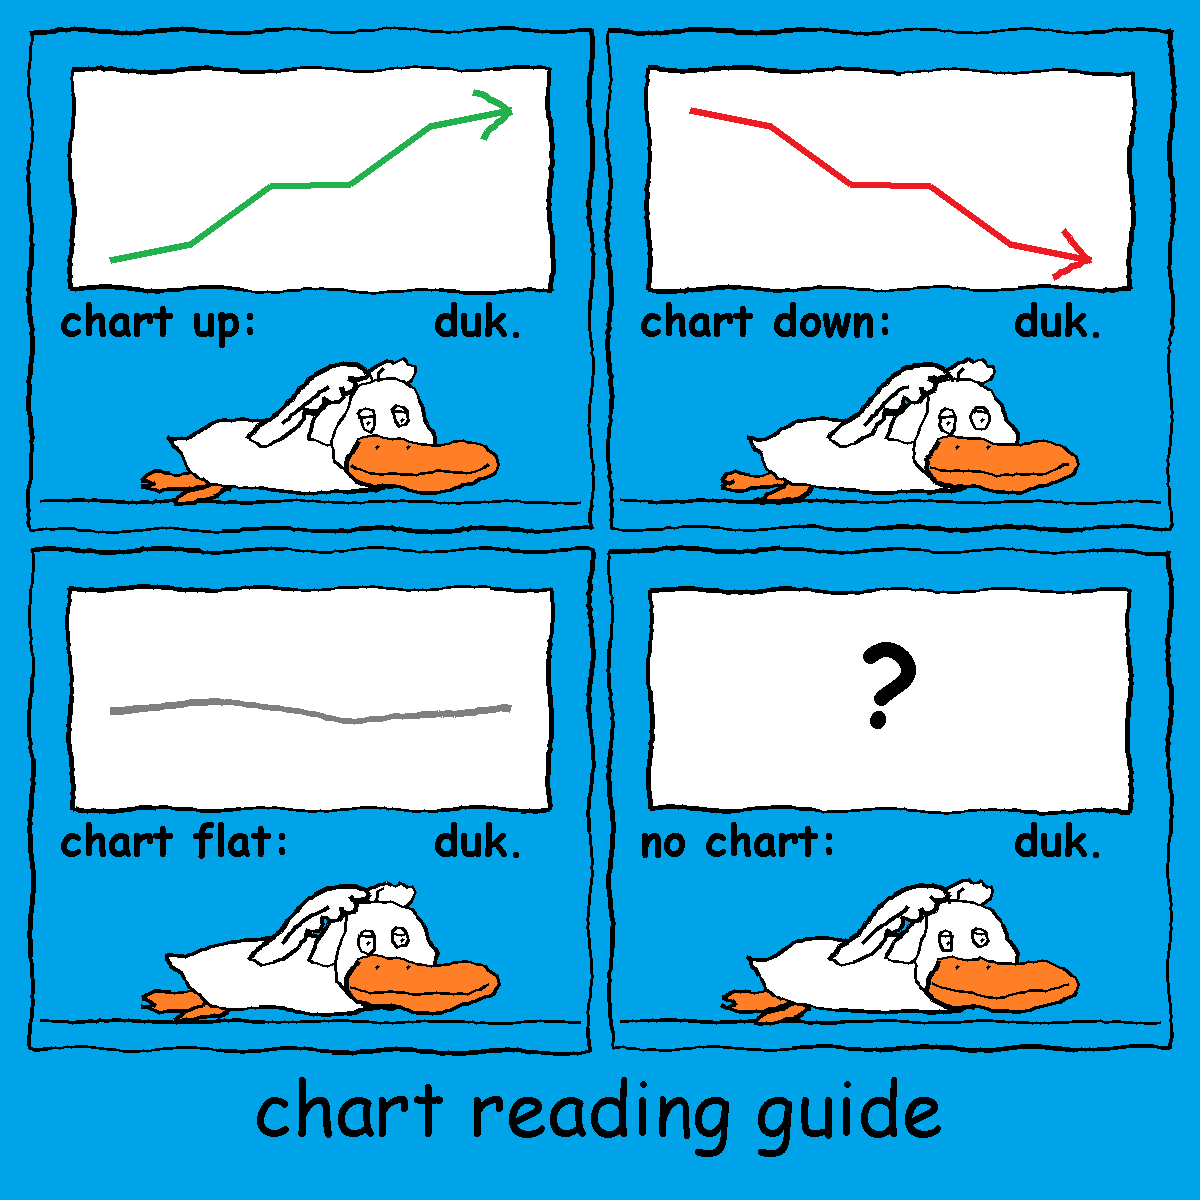 chart up: duk.
chart down: duk.
chart flat: duk.
?
no chart: duk.
chart reading guide